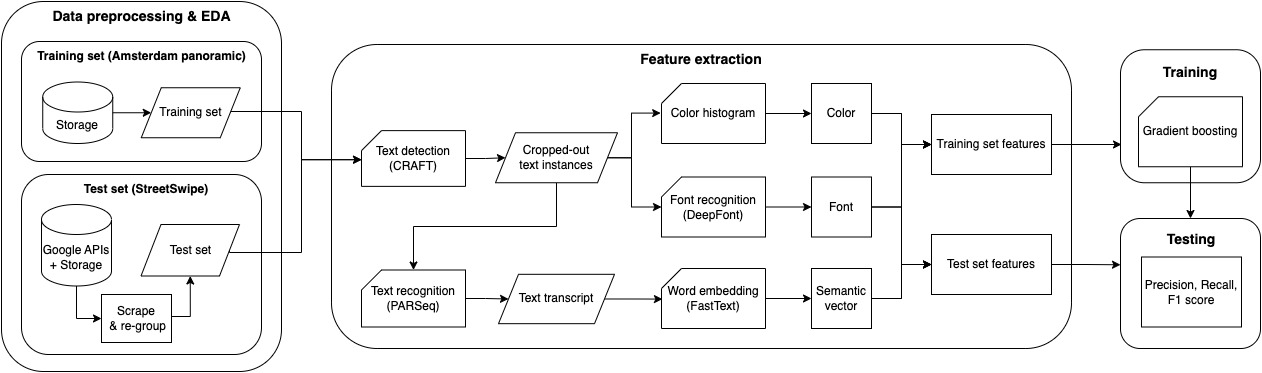 Data preprocessing & EDA
Training set (Amsterdam panoramic)
Storage
Training set
Test set (StreetSwipe)
Google APIs
+ Storage
Test set
Scrape
& re-group
Feature extraction
Text detection
(CRAFT)
Cropped-out
text instances
Color histogram
Color
Font recognition
(DeepFont)
Font
Text recognition
(PARSeq)
Text transcript
Word embedding
(FastText)
Semantic
vector
Training set features
Test set features
Training
Gradient boosting
Testing
Precision, Recall,
F1 score